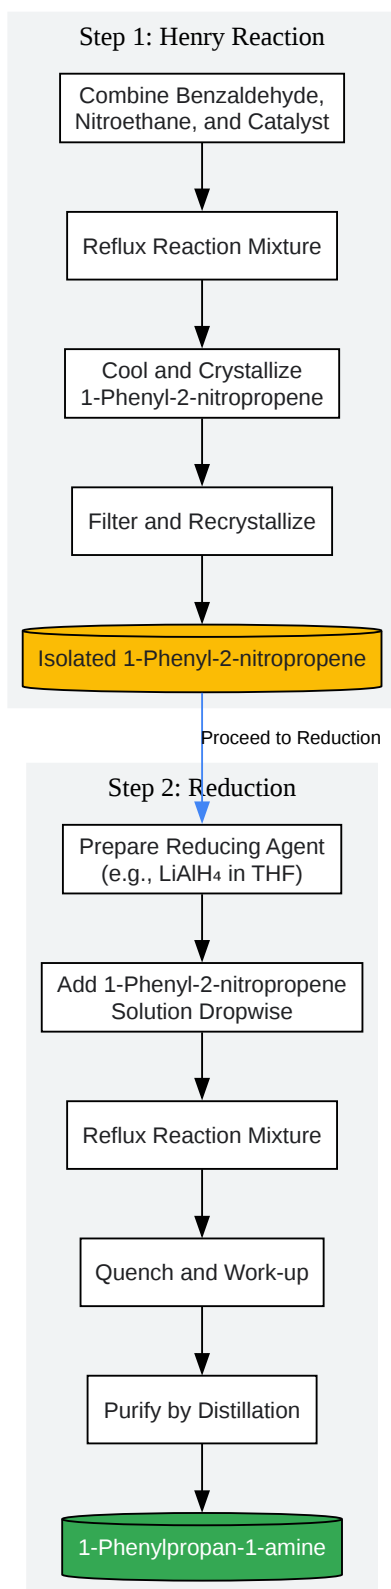 Step 1: Henry Reaction
Combine Benzaldehyde,
Nitroethane, and Catalyst
Reflux Reaction Mixture
Cool and Crystallize
1-Phenyl-2-nitropropene
Filter and Recrystallize
Isolated 1-Phenyl-2-nitropropene
Proceed to Reduction
Step 2: Reduction
Prepare Reducing Agent
(e.g., LiAlH₄ in THF)
Add 1-Phenyl-2-nitropropene
Solution Dropwise
Reflux Reaction Mixture
Quench and Work-up
Purify by Distillation
1-Phenylpropan-1-amine